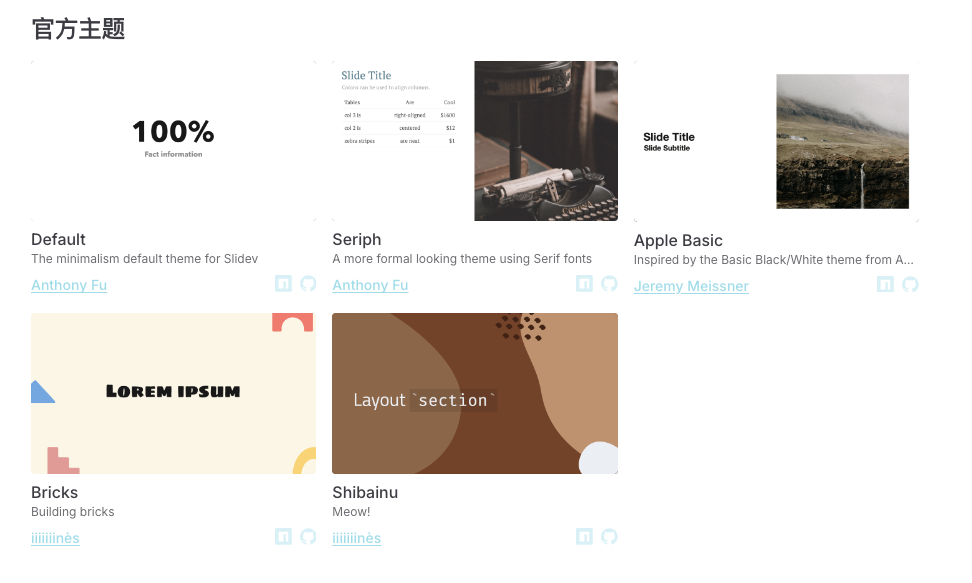 官方主题
100%
Fact information
Default
The minimalism default theme for Slidev
Anthony Fu
Slide Title
Colons can be used to align columns.
Tables Are Cool
col 3 is right-aligned $1600
col 2 is centered $12
zebra stripes are neat $1
CORONA
Seriph
A more formal looking theme using Serif fonts
Anthony Fu
Slide Title
Slide Subtitle
Apple Basic
Inspired by the Basic Black/White theme from A...
Jeremy Meissner
Lorem ipsum
Bricks
Building bricks
iiiiiiinès
Layout `section`
Shibainu
Meow!
iiiiiiinès